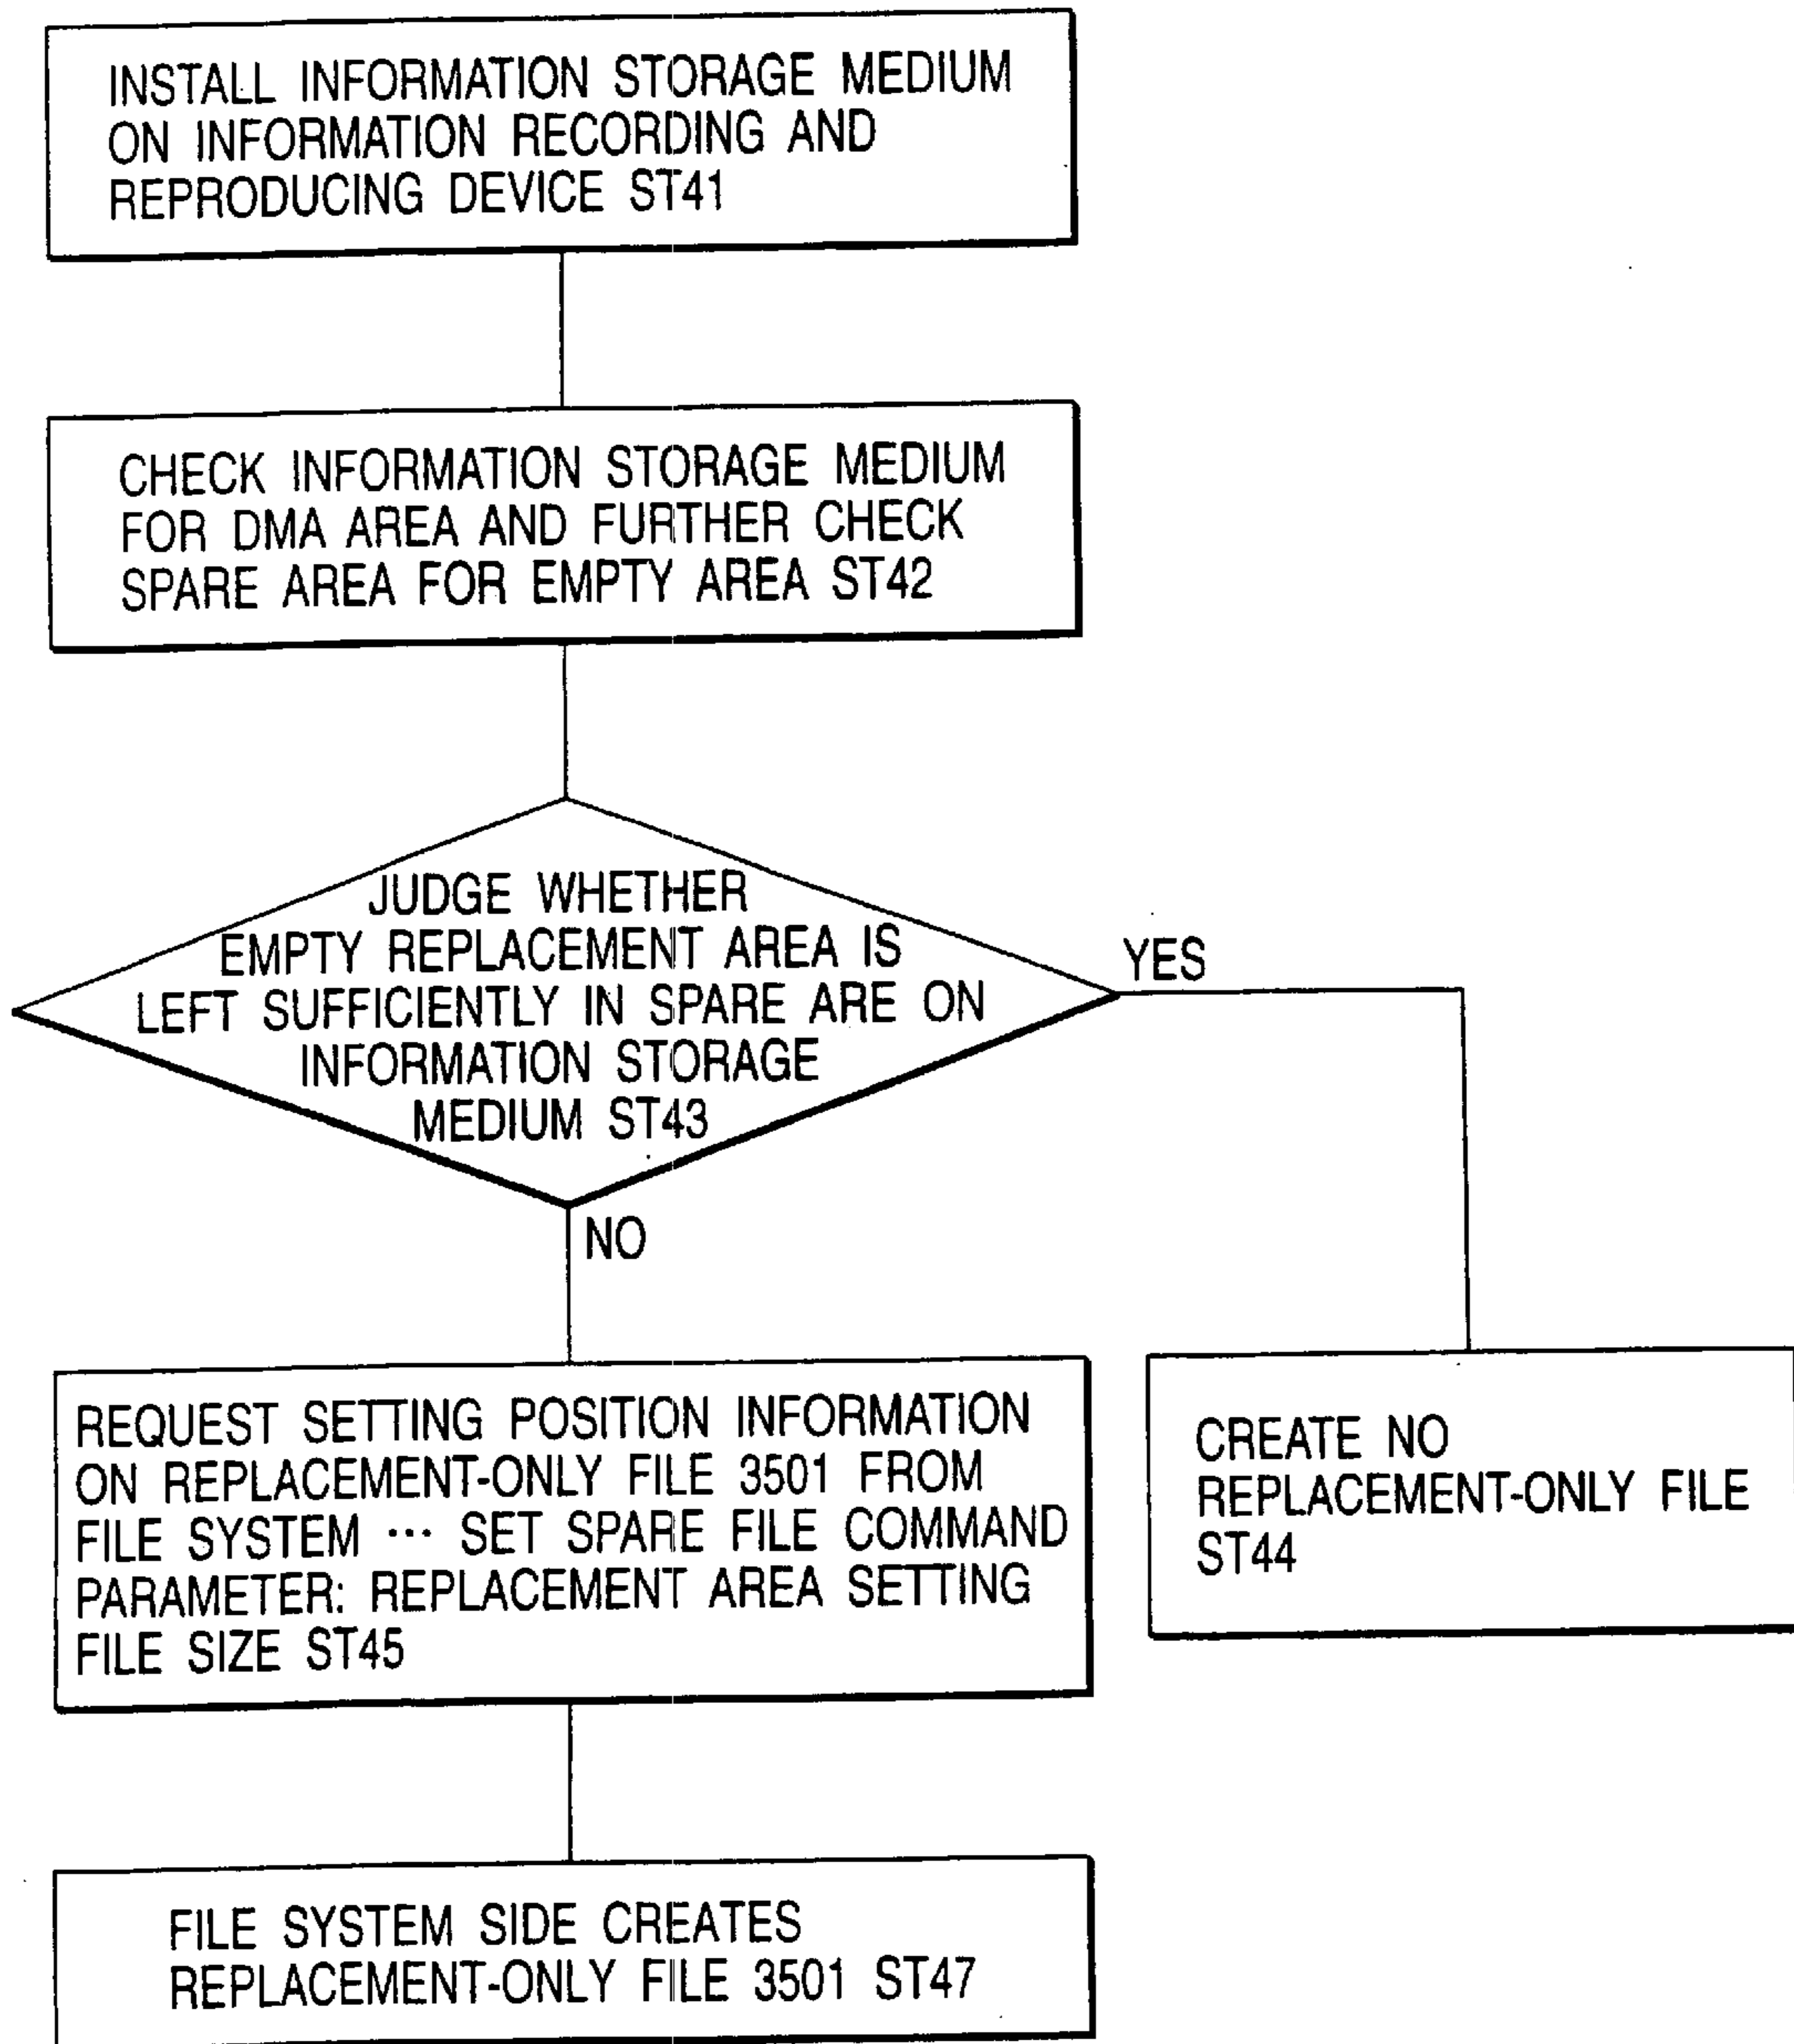 INSTALL INFORMATION STORAGE MEDIUM
ON INFORMATION RECORDING AND
REPRODUCING DEVICE ST41
CHECK INFORMATION STORAGE MEDIUM
FOR DMA AREA AND FURTHER CHECK
SPARE AREA FOR EMPTY AREA ST42
JUDGE WHETHER
EMPTY REPLACEMENT AREA IS
LEFT SUFFICIENTLY IN SPARE ARE ON
INFORMATION STORAGE
MEDIUM ST43
YES
NO
REQUEST SETTING POSITION INFORMATION
ON REPLACEMENT-ONLY FILE 3501 FROM
FILE SYSTEM ··· SET SPARE FILE COMMAND
PARAMETER: REPLACEMENT AREA SETTING
FILE SIZE ST45
CREATE NO
REPLACEMENT-ONLY FILE
ST44
FILE SYSTEM SIDE CREATES
REPLACEMENT-ONLY FILE 3501 ST47